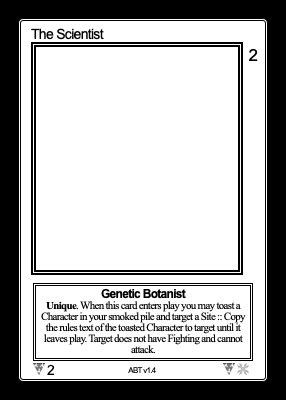 The Scientist
2
Genetic Botanist
Unique. When this card enters play you may toast a
Character in your smoked pile and target a Site :: Copy
the rules text of the toasted Character to target until it
leaves play. Target does not have Fighting and cannot
attack.
2
ABT v1.4